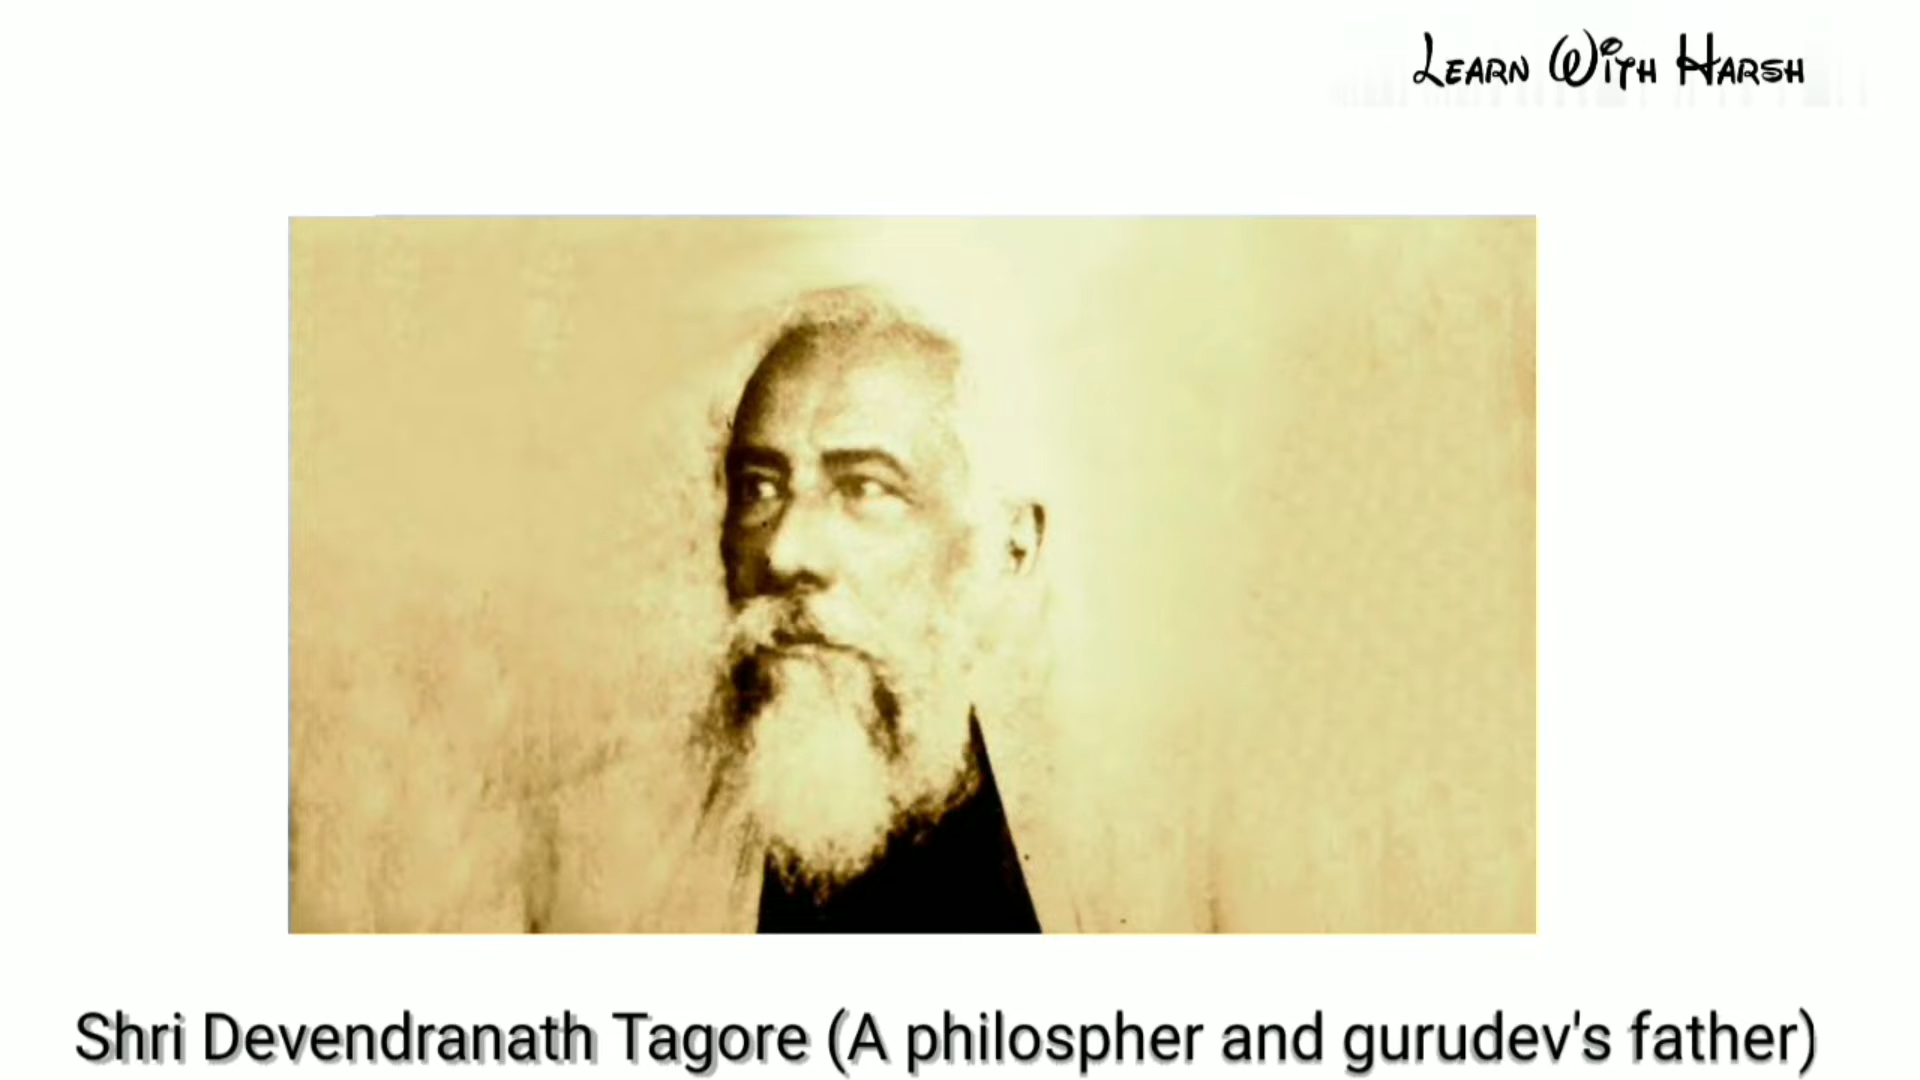 Learn With Harsh
Shri Devendranath Tagore (A philospher and gurudev's father)